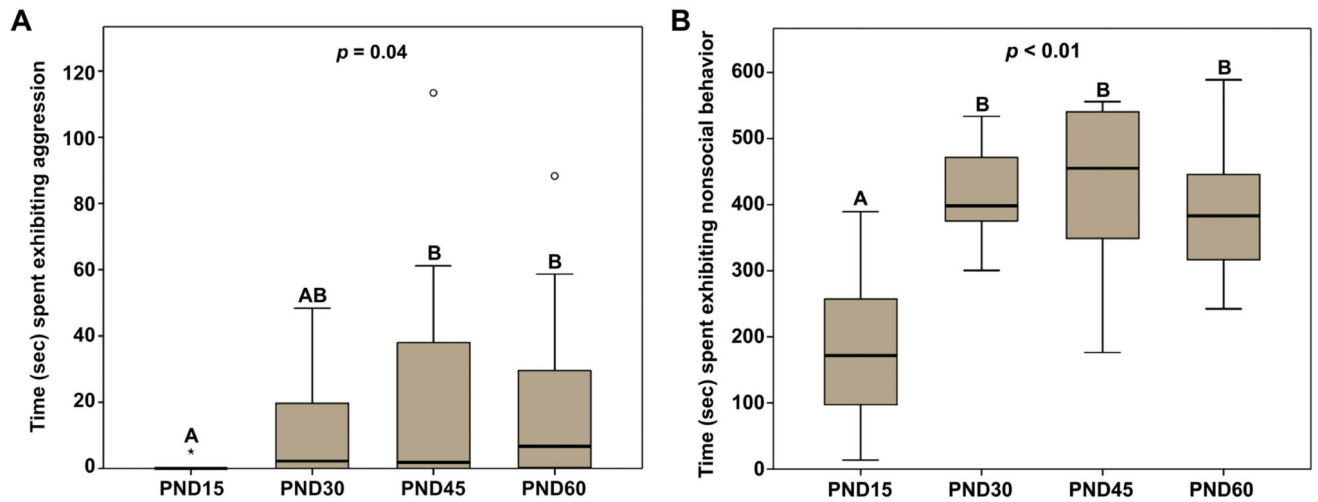 A
Time (sec) spent exhibiting aggression
p = 0.04
120
100
80
60
40
20
0
A
*
AB
B
B
PND15
PND30
PND45
PND60
B
Time (sec) spent exhibiting nonsocial behavior
p < 0.01
600
500
400
300
200
100
0
A
B
B
B
PND15
PND30
PND45
PND60